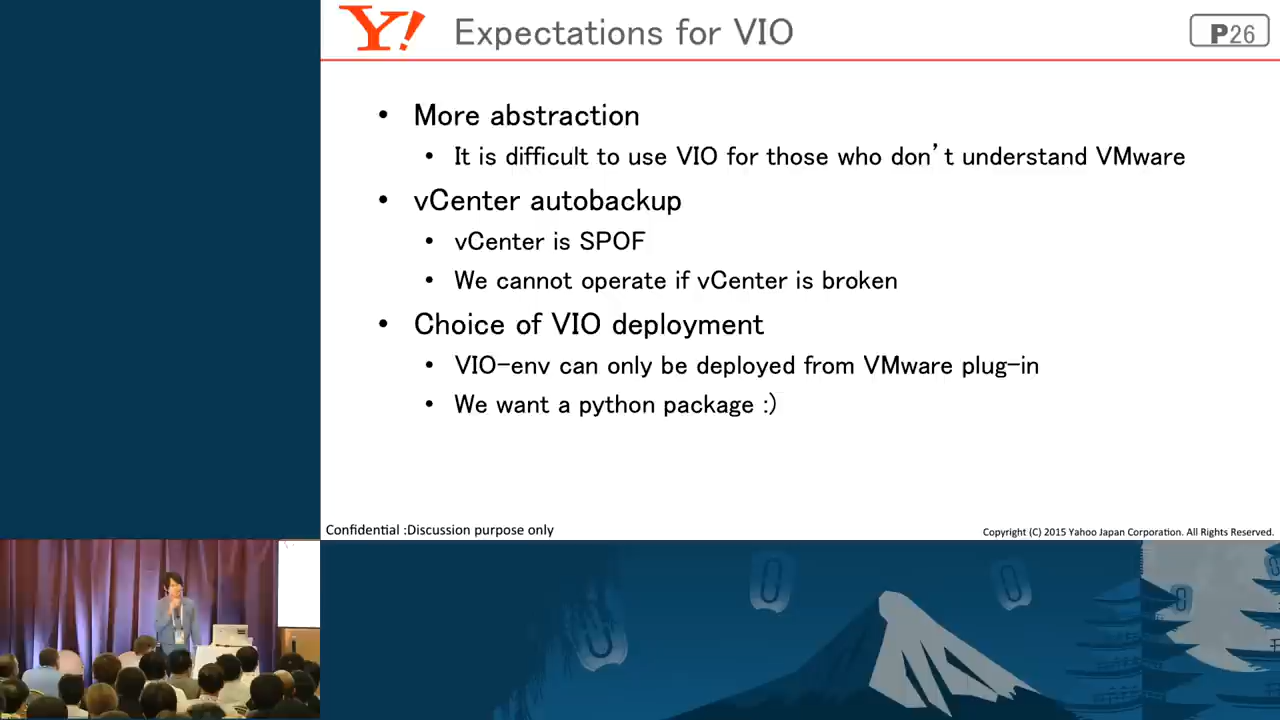 Y!
Expectations for VIO
P26
• More abstraction
• It is difficult to use VIO for those who don’t understand VMware
• vCenter autobackup
• vCenter is SPOF
• We cannot operate if vCenter is broken
• Choice of VIO deployment
• VIO-env can only be deployed from VMware plug-in
• We want a python package :)
Confidential :Discussion purpose only
Copyright (C) 2015 Yahoo Japan Corporation. All Rights Reserved.